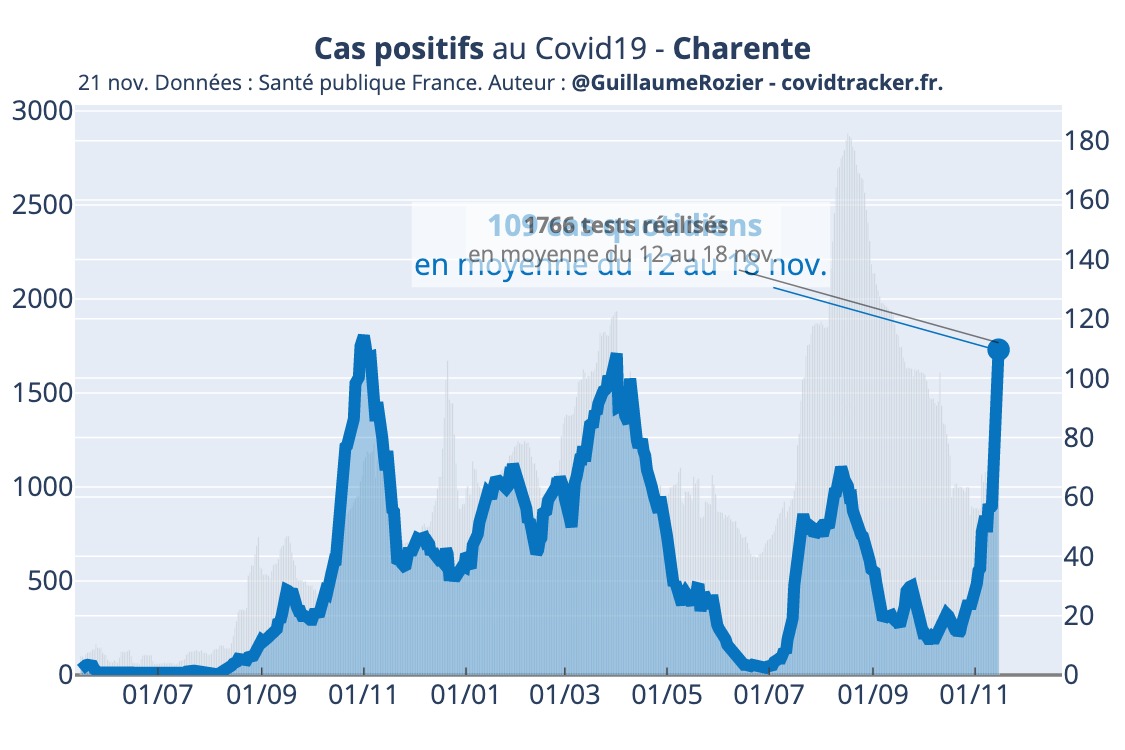 Cas positifs au Covid19 - Charente
21 nov. Données : Santé publique France. Auteur : @GuillaumeRozier - covidtracker.fr.
3000
2500
2000
1500
1000
500
0
180
160
140
120
100
80
60
40
20
0
109 cas quotidiens
en moyenne du 12 au 18 nov.
1766 tests réalisés
en moyenne du 12 au 18 nov.
01/07 01/09 01/11 01/01 01/03 01/05 01/07 01/09 01/11